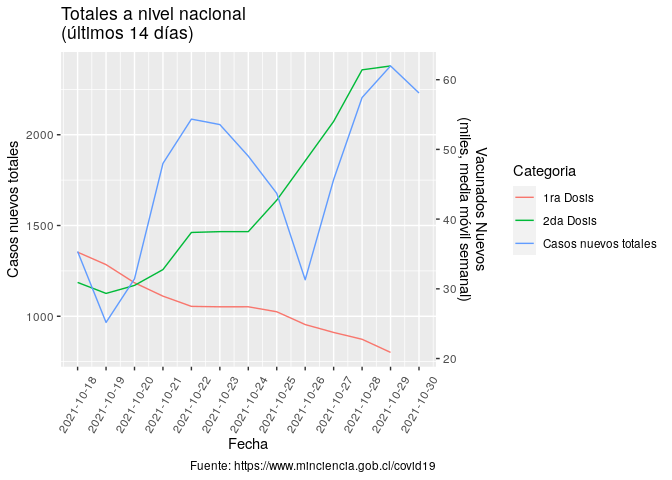 Totales a nivel nacional
(últimos 14 días)
Casos nuevos totales
2000
1500
1000
60
50
40
30
20
Vacunados Nuevos
(miles, media móvil semanal)
2021-10-18
2021-10-19
2021-10-20
2021-10-21
2021-10-22
2021-10-23
2021-10-24
2021-10-25
2021-10-26
2021-10-27
2021-10-28
2021-10-29
2021-10-30
Fecha
Categoria
1ra Dosis
2da Dosis
Casos nuevos totales
Fuente: https://www.minciencia.gob.cl/covid19